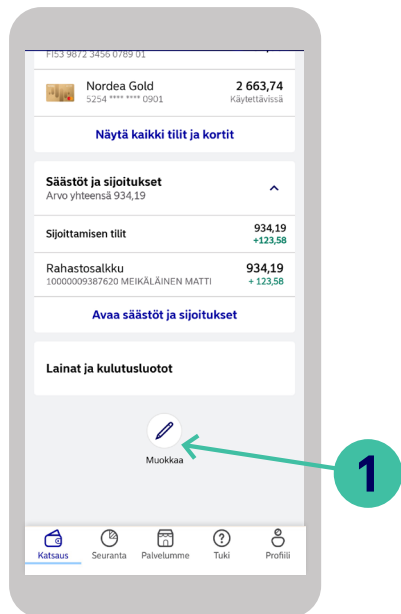 FI53 9872 3456 0789 01
Nordea Gold 2 663,74
5254 **** **** 0901 Käytettävissä
Näytä kaikki tilit ja kortit
Säästöt ja sijoitukset
Arvo yhteensä 934,19
Sijoittamisen tilit 934,19
+123,58
Rahastosalkku 934,19
10000009387620 MEIKÄLÄINEN MATTI + 123,58
Avaa säästöt ja sijoitukset
Lainat ja kulutusluotot
Muokkaa
1
Katsaus Seuranta Palvelumme Tuki Profiili